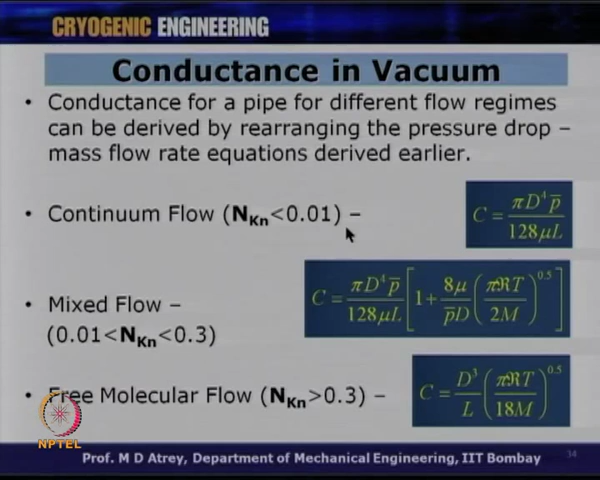 CRYOGENIC ENGINEERING
Conductance in Vacuum
• Conductance for a pipe for different flow regimes
can be derived by rearranging the pressure drop –
mass flow rate equations derived earlier.
• Continuum Flow (N_Kn<0.01) –
C = πD⁴p̅ / 128μL
• Mixed Flow –
(0.01<N_Kn<0.3)
C = πD⁴p̅ / 128μL [1 + 8μ / p̅D (πℜT / 2M)^0.5]
• Free Molecular Flow (N_Kn>0.3) –
C = D³ / L (πℜT / 18M)^0.5
NPTEL
Prof. M D Atrey, Department of Mechanical Engineering, IIT Bombay
34